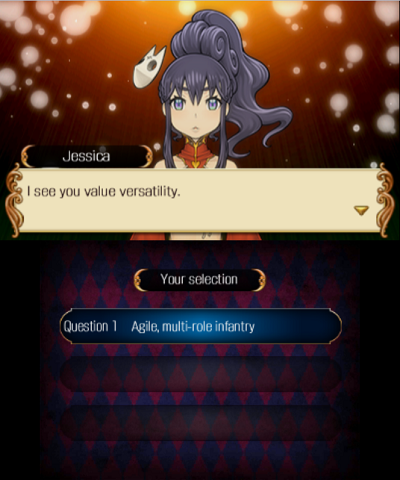 Jessica
I see you value versatility.
Your selection
Question 1 Agile, multi-role infantry